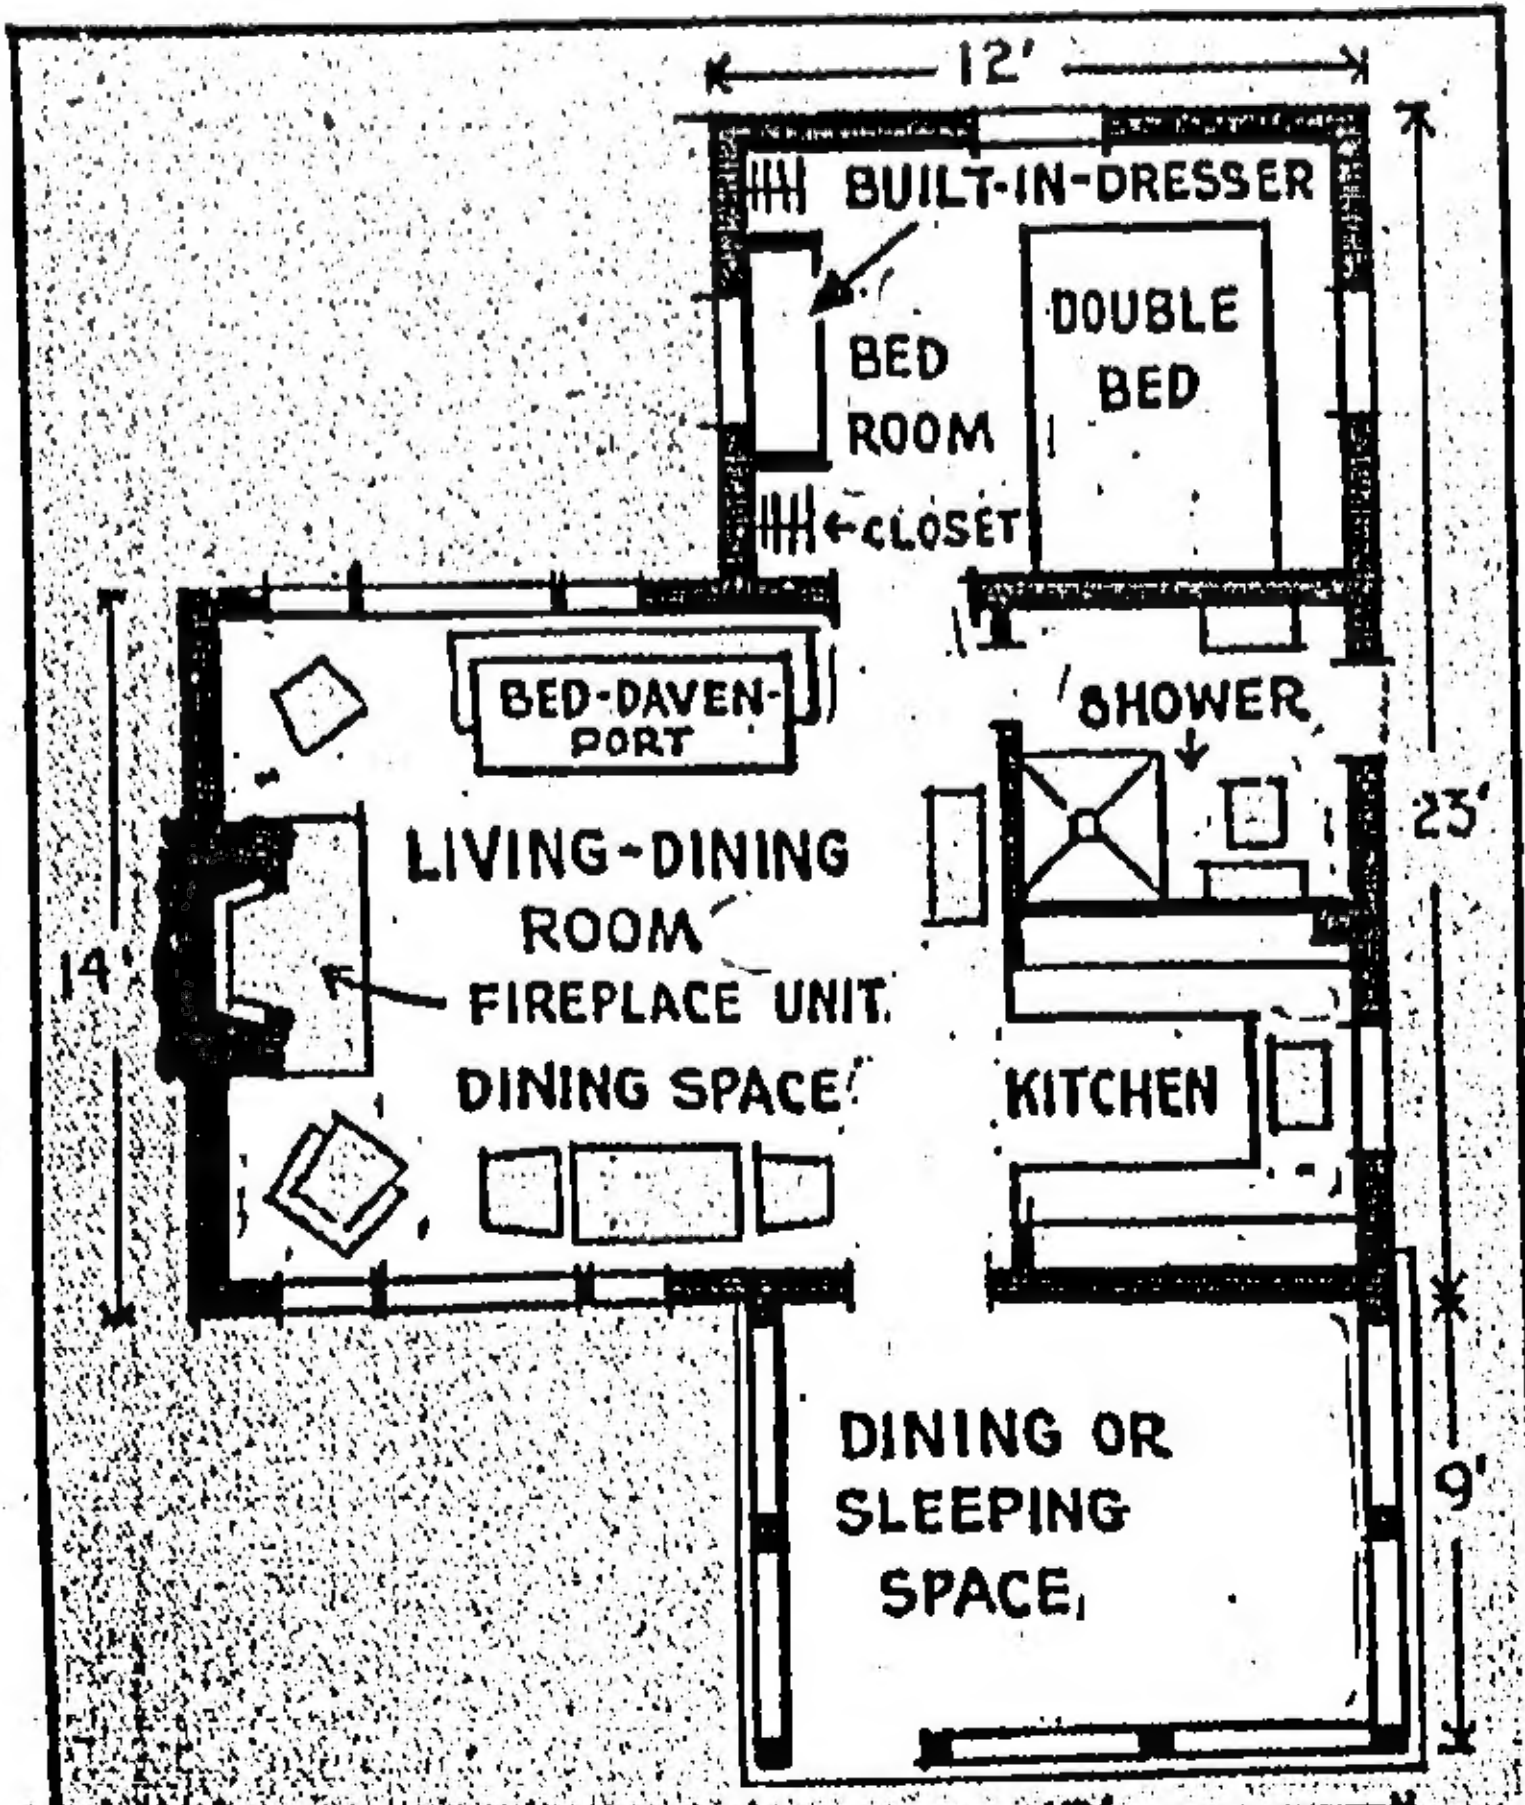 12'
BUILT-IN-DRESSER
DOUBLE
BED
BED
ROOM
←CLOSET
BED-DAVEN-
PORT
SHOWER
23'
LIVING-DINING
ROOM
14'
FIREPLACE UNIT.
DINING SPACE
KITCHEN
DINING OR
SLEEPING
SPACE
9'